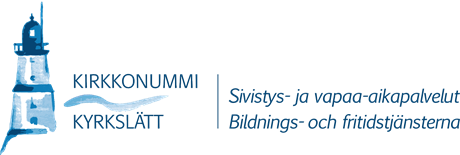 KIRKKONUMMI
KYRKSLÄTT
Sivistys- ja vapaa-aikapalvelut
Bildnings- och fritidstjänsterna